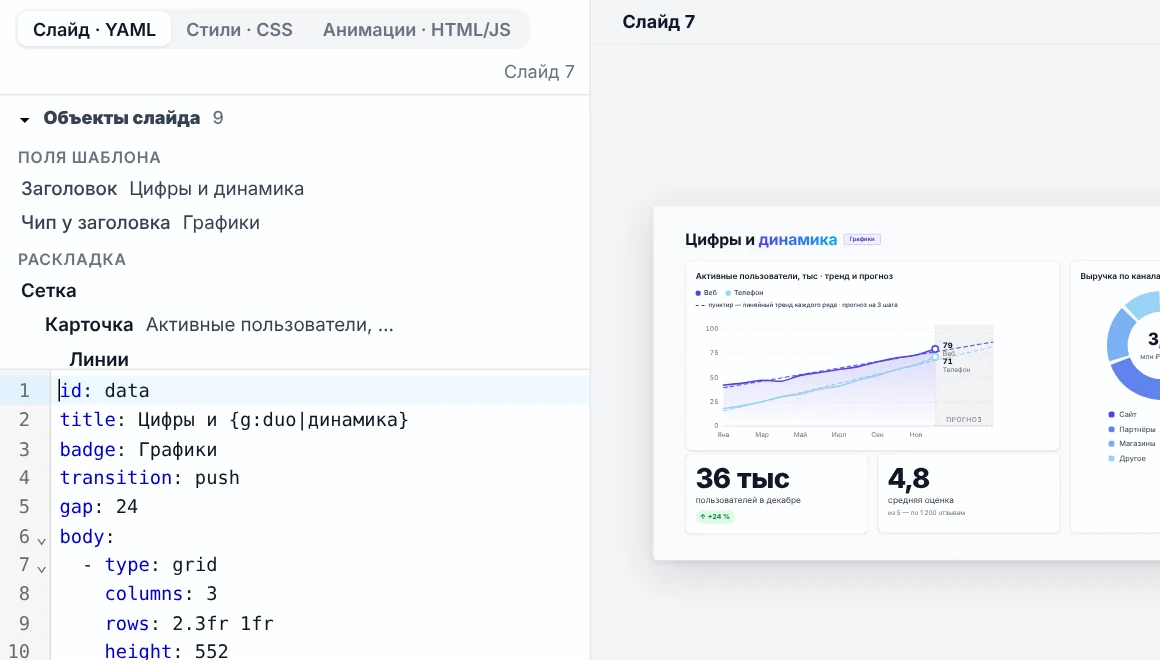 Слайд · YAML
Стили · CSS
Анимации · HTML/JS
Слайд 7
Объекты слайда 9
ПОЛЯ ШАБЛОНА
Заголовок Цифры и динамика
Чип у заголовка Графики
РАСКЛАДКА
Сетка
Карточка Активные пользователи, ...
Линии
1 id: data
2 title: Цифры и {g:duo|динамика}
3 badge: Графики
4 transition: push
5 gap: 24
6 body:
7 - type: grid
8 columns: 3
9 rows: 2.3fr 1fr
10 height: 552
Слайд 7
Цифры и динамика Графики
Активные пользователи, тыс · тренд и прогноз
Веб Телефон
пунктир — линейный тренд каждого ряда · прогноз на 3 шага
100
75
50
25
0
Янв Мар Май Июл Сен Ноя
79
Веб
71
Телефон
ПРОГНОЗ
36 тыс
пользователей в декабре
↑ +24 %
4,8
средняя оценка
из 5 — по 1 200 отзывам
Выручка по канала
3,
млн ₽
Сайт
Партнёры
Магазины
Другое